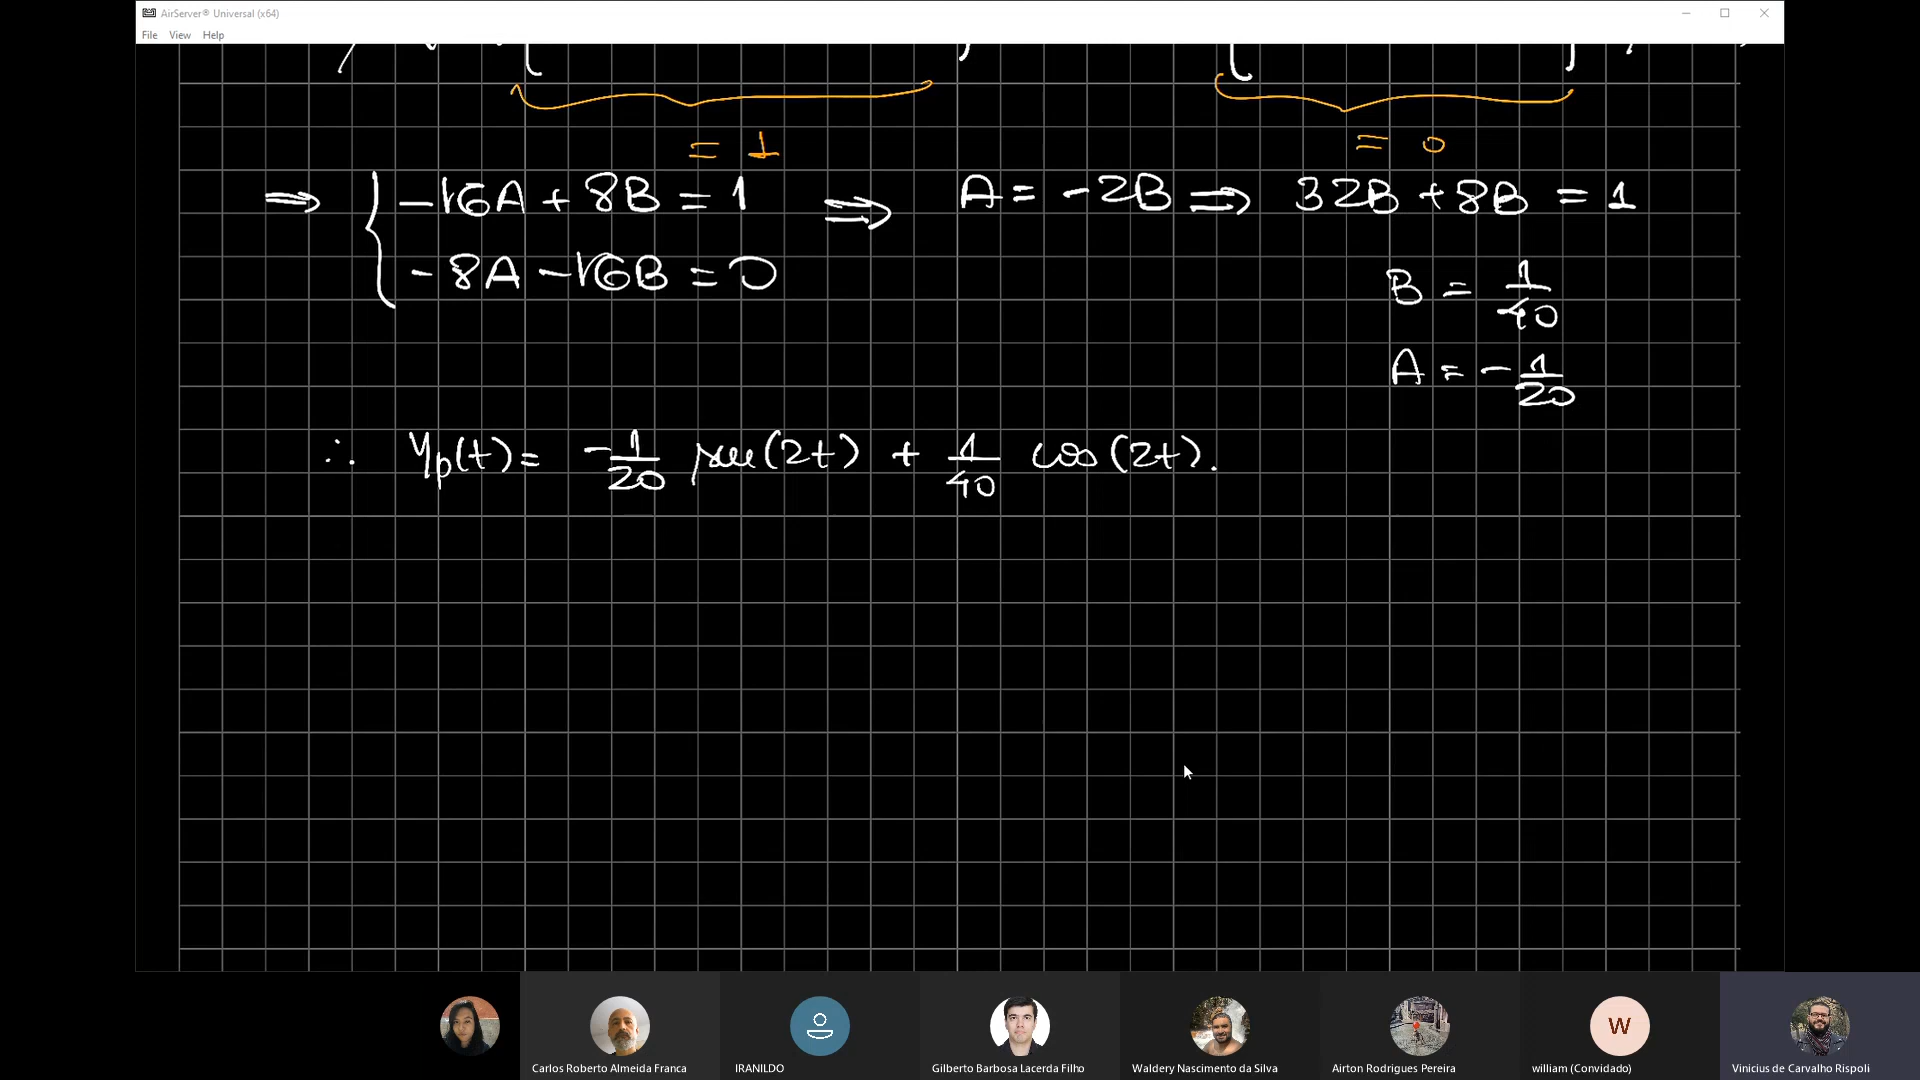 AirServer® Universal (x64)
File View Help
= 1
= 0
⇒ { -16A + 8B = 1 ⇒ A = -2B ⇒ 32B + 8B = 1
-8A - 16B = 0
B = 1/40
A = -1/20
∴ Yp(t) = -1/20 sen(2t) + 1/40 cos(2t).
W
Carlos Roberto Almeida Franca
IRANILDO
Gilberto Barbosa Lacerda Filho
Waldery Nascimento da Silva
Airton Rodrigues Pereira
william (Convidado)
Vinicius de Carvalho Rispoli